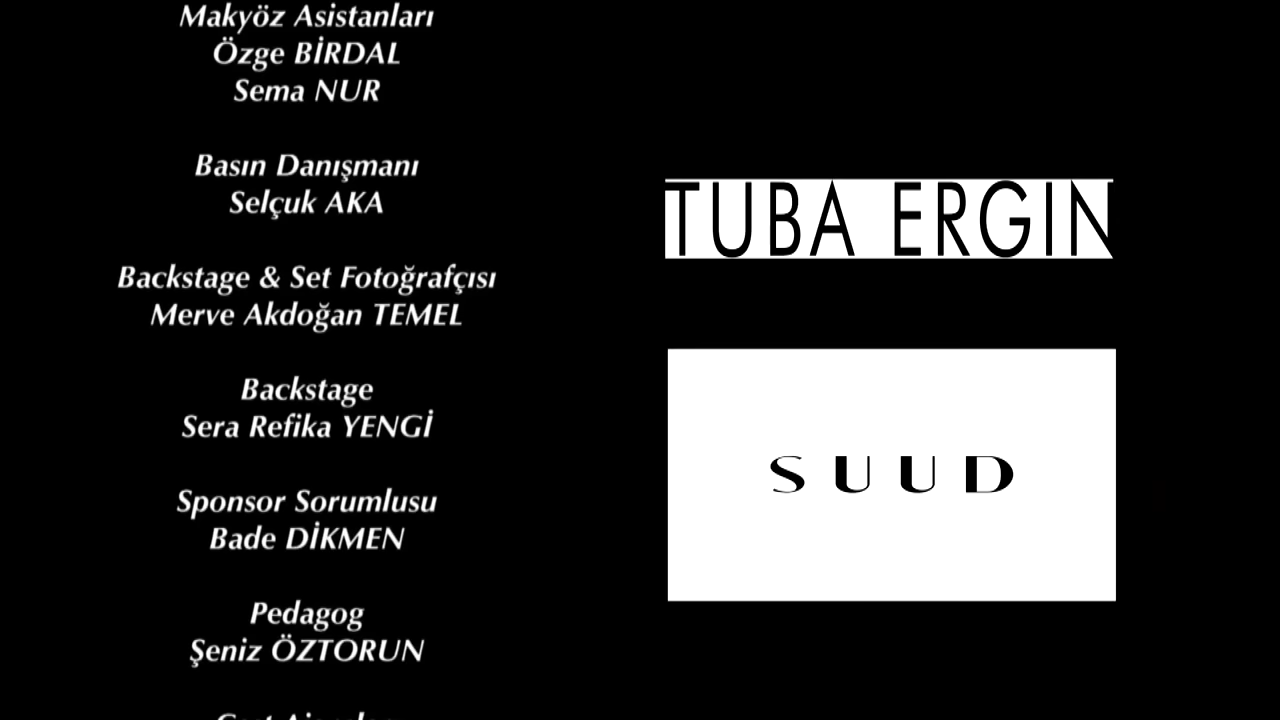 Makyöz Asistanları
Özge BİRDAL
Sema NUR
Basın Danışmanı
Selçuk AKA
Backstage & Set Fotoğrafçısı
Merve Akdoğan TEMEL
Backstage
Sera Refika YENGİ
Sponsor Sorumlusu
Bade DİKMEN
Pedagog
Şeniz ÖZTORUN
TUBA ERGIN
SUUD